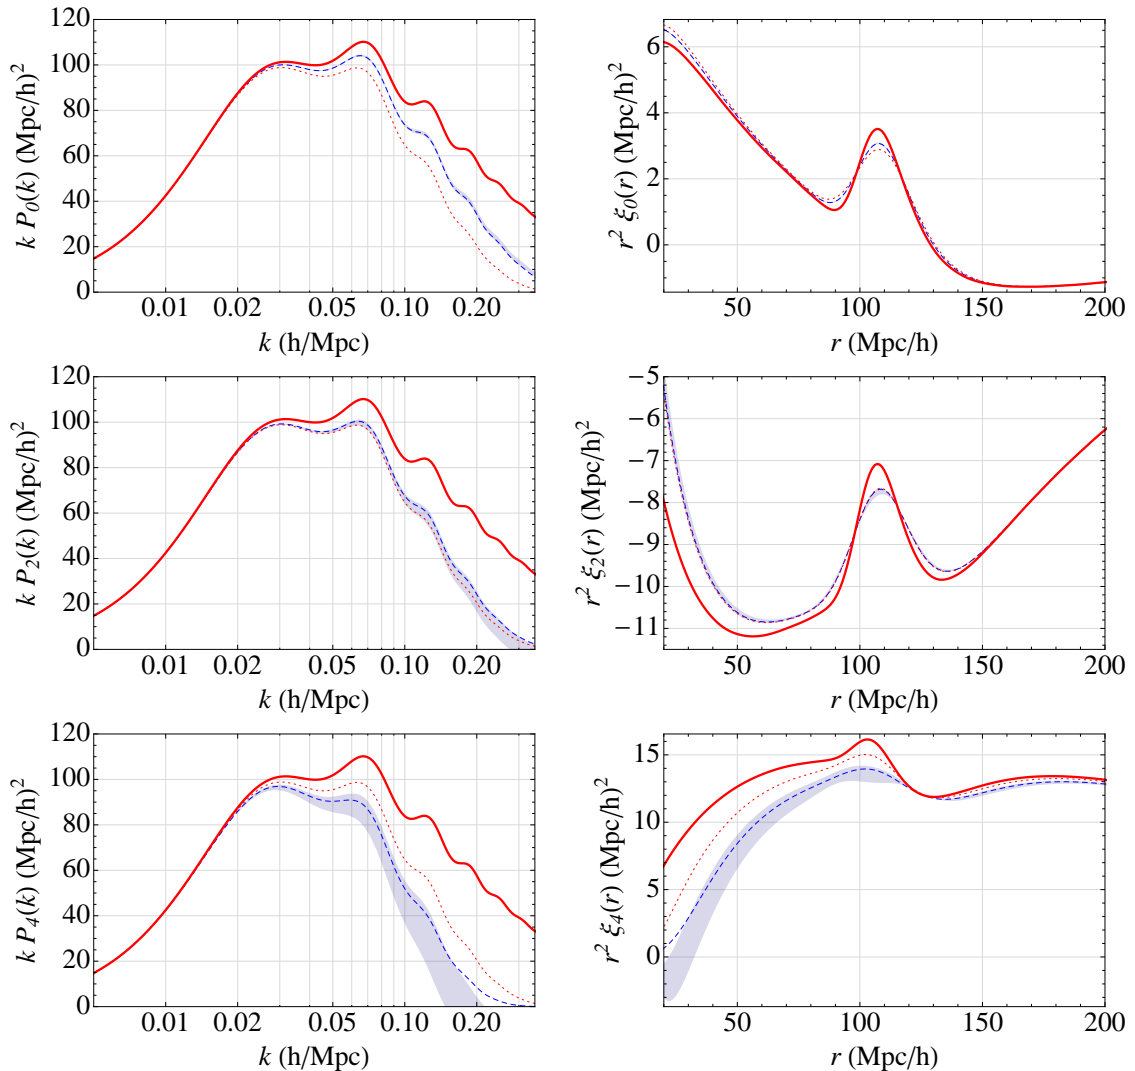 120
100
80
60
40
20
0
k P0(k) (Mpc/h)²
0.01 0.02 0.05 0.10 0.20
k (h/Mpc)
6
4
2
0
r² ξ0(r) (Mpc/h)²
50 100 150 200
r (Mpc/h)
120
100
80
60
40
20
0
k P2(k) (Mpc/h)²
0.01 0.02 0.05 0.10 0.20
k (h/Mpc)
−5
−6
−7
−8
−9
−10
−11
r² ξ2(r) (Mpc/h)²
50 100 150 200
r (Mpc/h)
120
100
80
60
40
20
0
k P4(k) (Mpc/h)²
0.01 0.02 0.05 0.10 0.20
k (h/Mpc)
15
10
5
0
r² ξ4(r) (Mpc/h)²
50 100 150 200
r (Mpc/h)